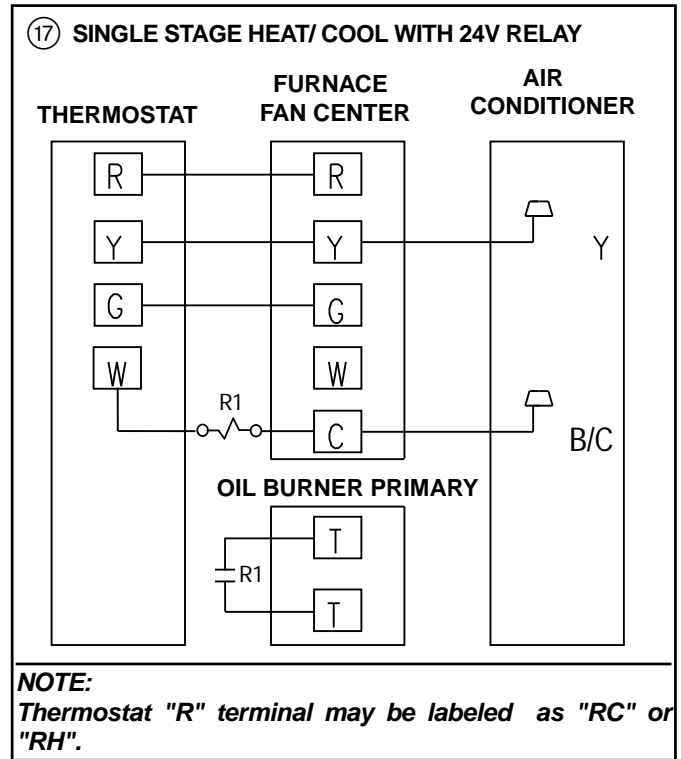 17 SINGLE STAGE HEAT/ COOL WITH 24V RELAY
THERMOSTAT
FURNACE
FAN CENTER
AIR
CONDITIONER
R R
Y Y Y
G G
W W
R1
C B/C
OIL BURNER PRIMARY
T
R1
T
NOTE:
Thermostat "R" terminal may be labeled as "RC" or
"RH".